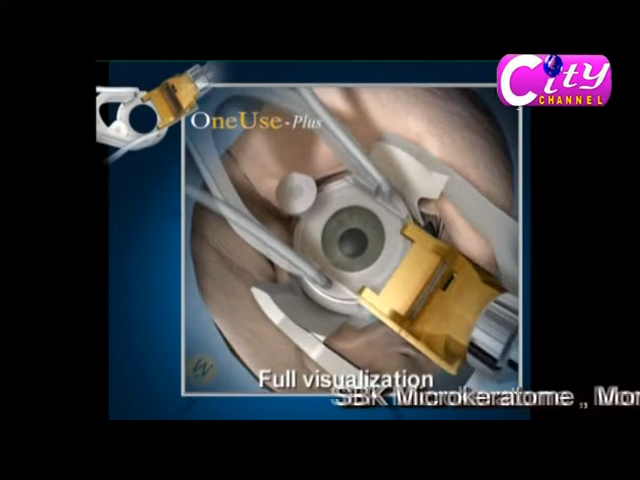 City
CHANNEL
OneUse-Plus
Full visualization
SBK Microkeratome ,, Mor